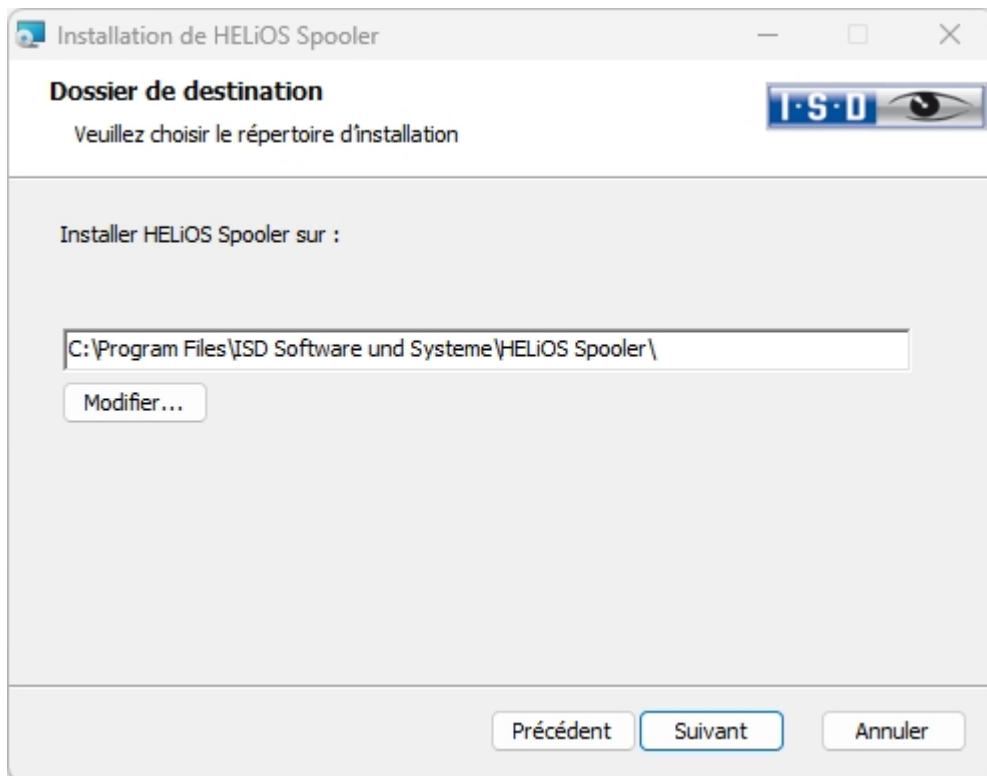 Installation de HELiOS Spooler
Dossier de destination
I·S·D
Veuillez choisir le répertoire d'installation
Installer HELiOS Spooler sur :
C:\Program Files\ISD Software und Systeme\HELiOS Spooler\
Modifier...
Précédent Suivant Annuler